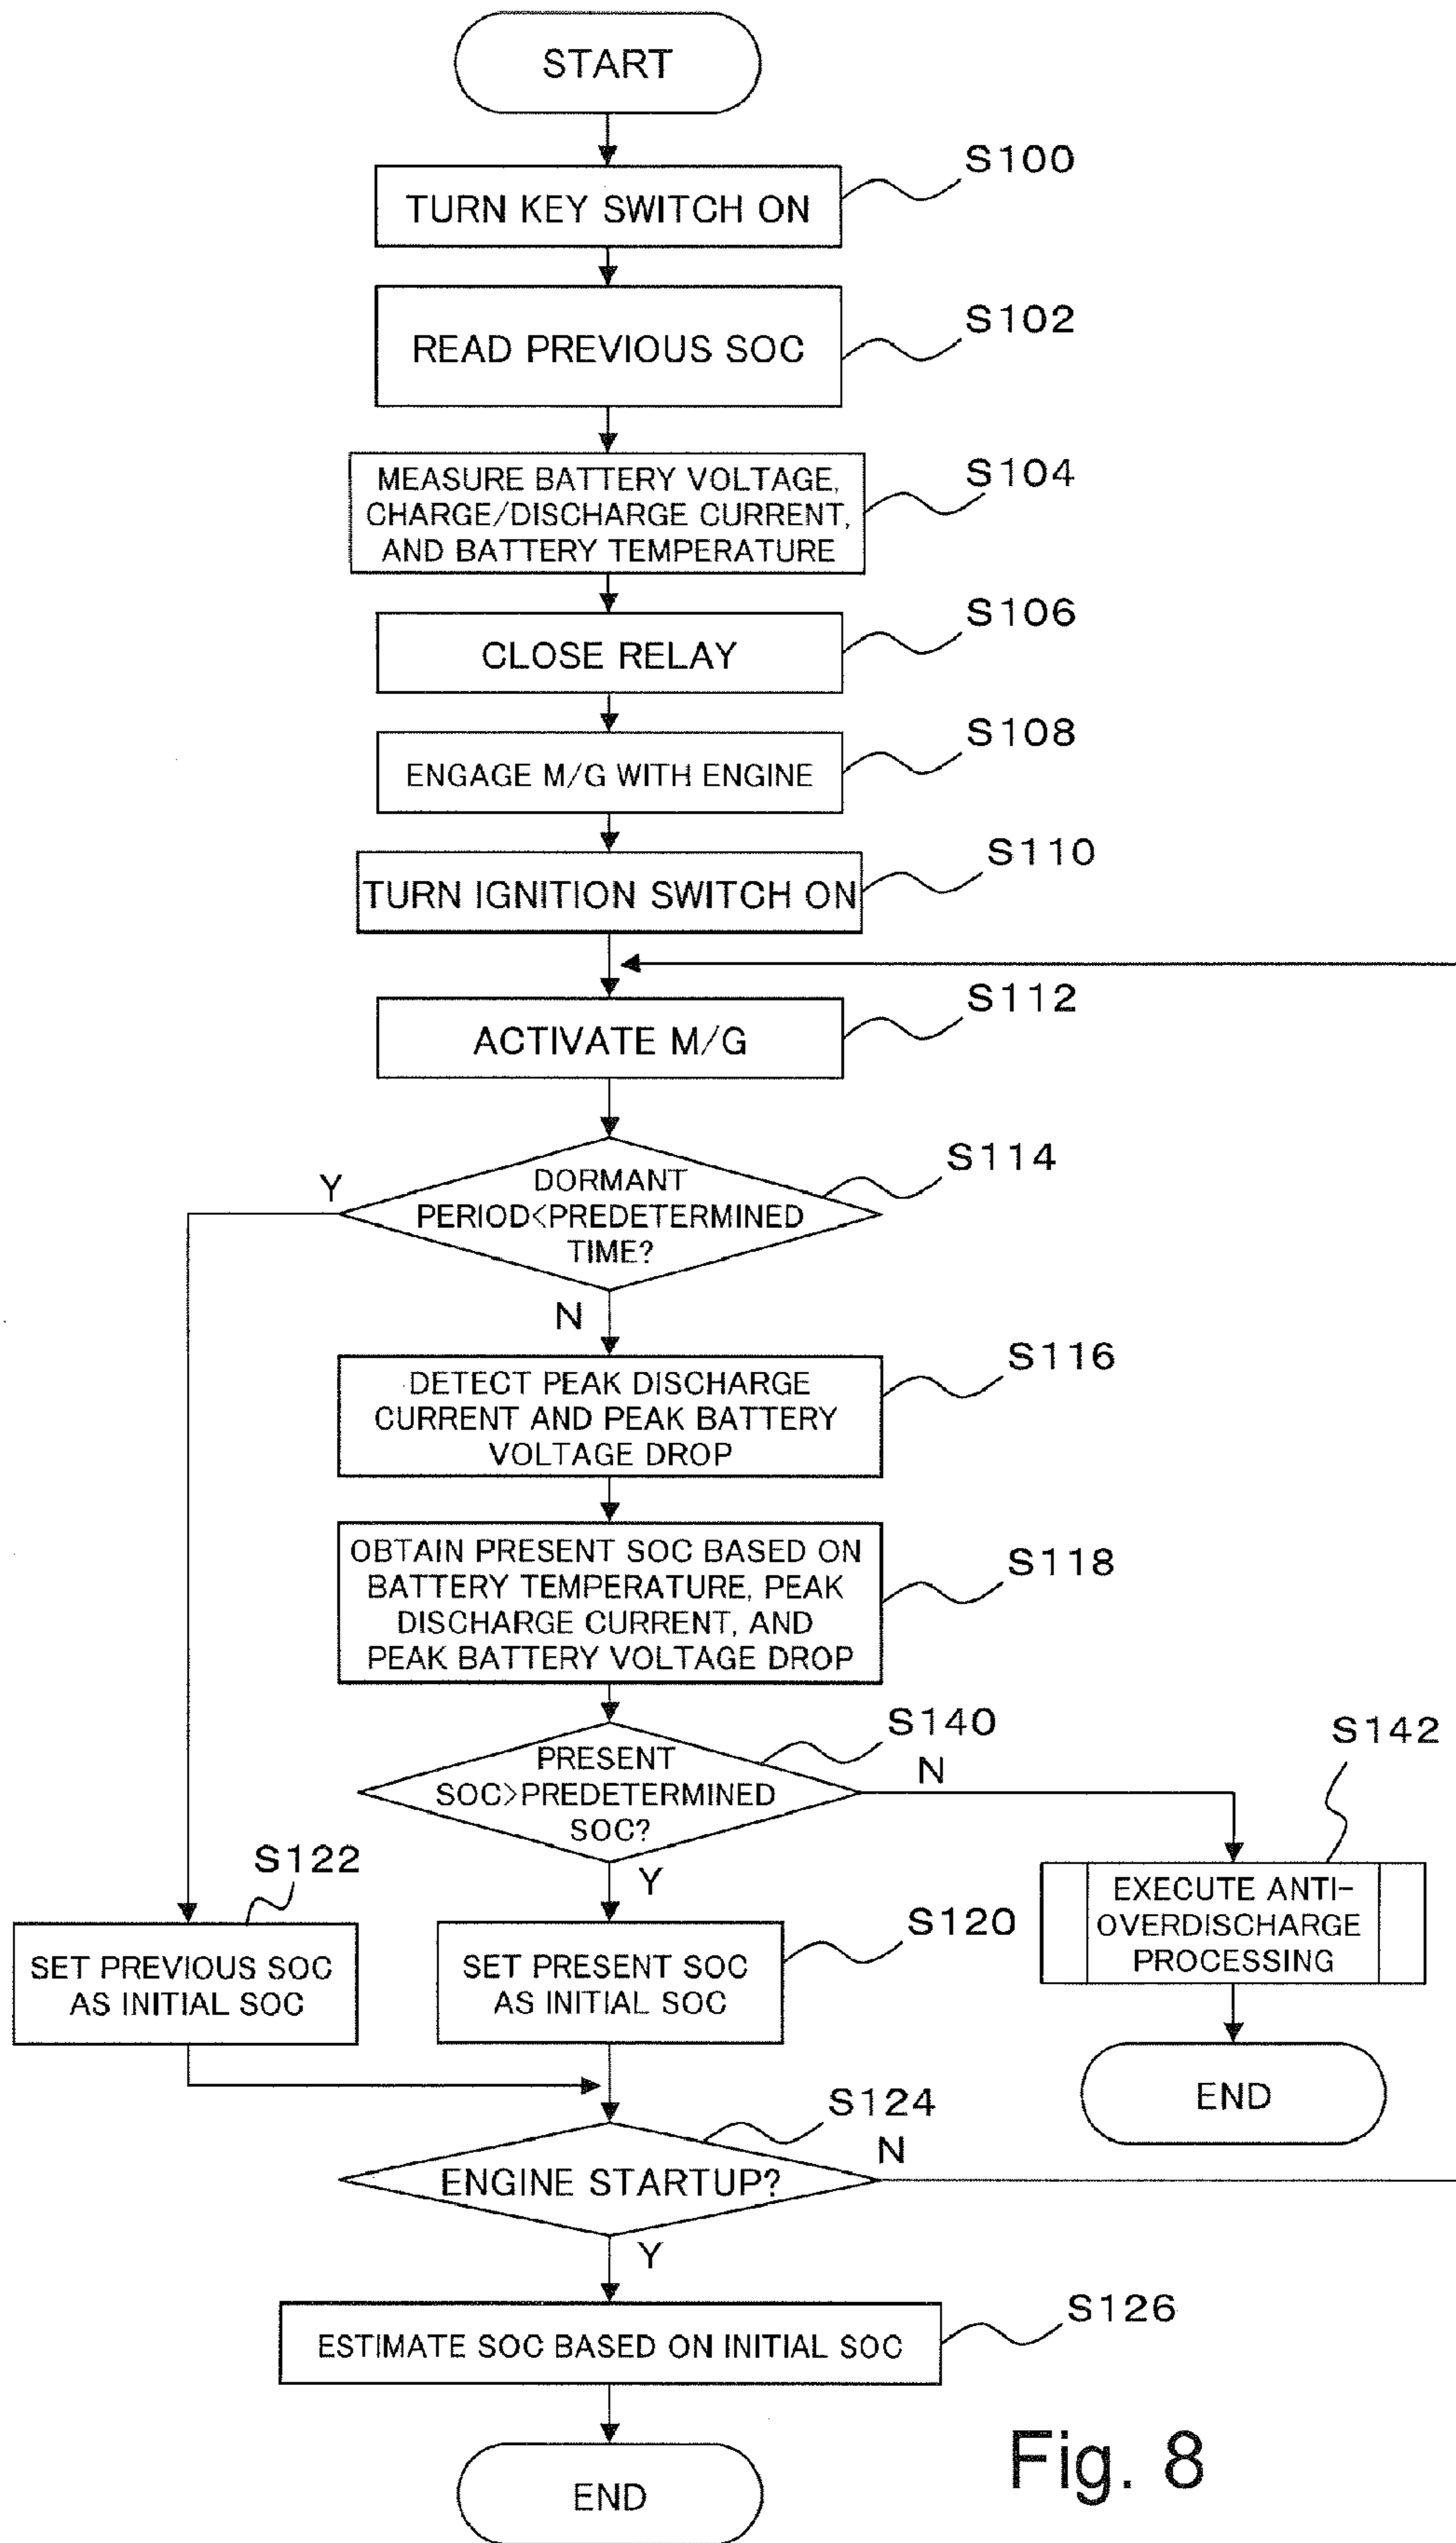 START
S100
TURN KEY SWITCH ON
S102
READ PREVIOUS SOC
S104
MEASURE BATTERY VOLTAGE,
CHARGE/DISCHARGE CURRENT,
AND BATTERY TEMPERATURE
S106
CLOSE RELAY
S108
ENGAGE M/G WITH ENGINE
S110
TURN IGNITION SWITCH ON
S112
ACTIVATE M/G
S114
Y
DORMANT
PERIOD<PREDETERMINED
TIME?
N
S116
DETECT PEAK DISCHARGE
CURRENT AND PEAK BATTERY
VOLTAGE DROP
S118
OBTAIN PRESENT SOC BASED ON
BATTERY TEMPERATURE, PEAK
DISCHARGE CURRENT, AND
PEAK BATTERY VOLTAGE DROP
S140
N
PRESENT
SOC>PREDETERMINED
SOC?
Y
S142
EXECUTE ANTI-
OVERDISCHARGE
PROCESSING
END
S122
SET PREVIOUS SOC
AS INITIAL SOC
S120
SET PRESENT SOC
AS INITIAL SOC
S124
N
ENGINE STARTUP?
Y
S126
ESTIMATE SOC BASED ON INITIAL SOC
END
Fig. 8